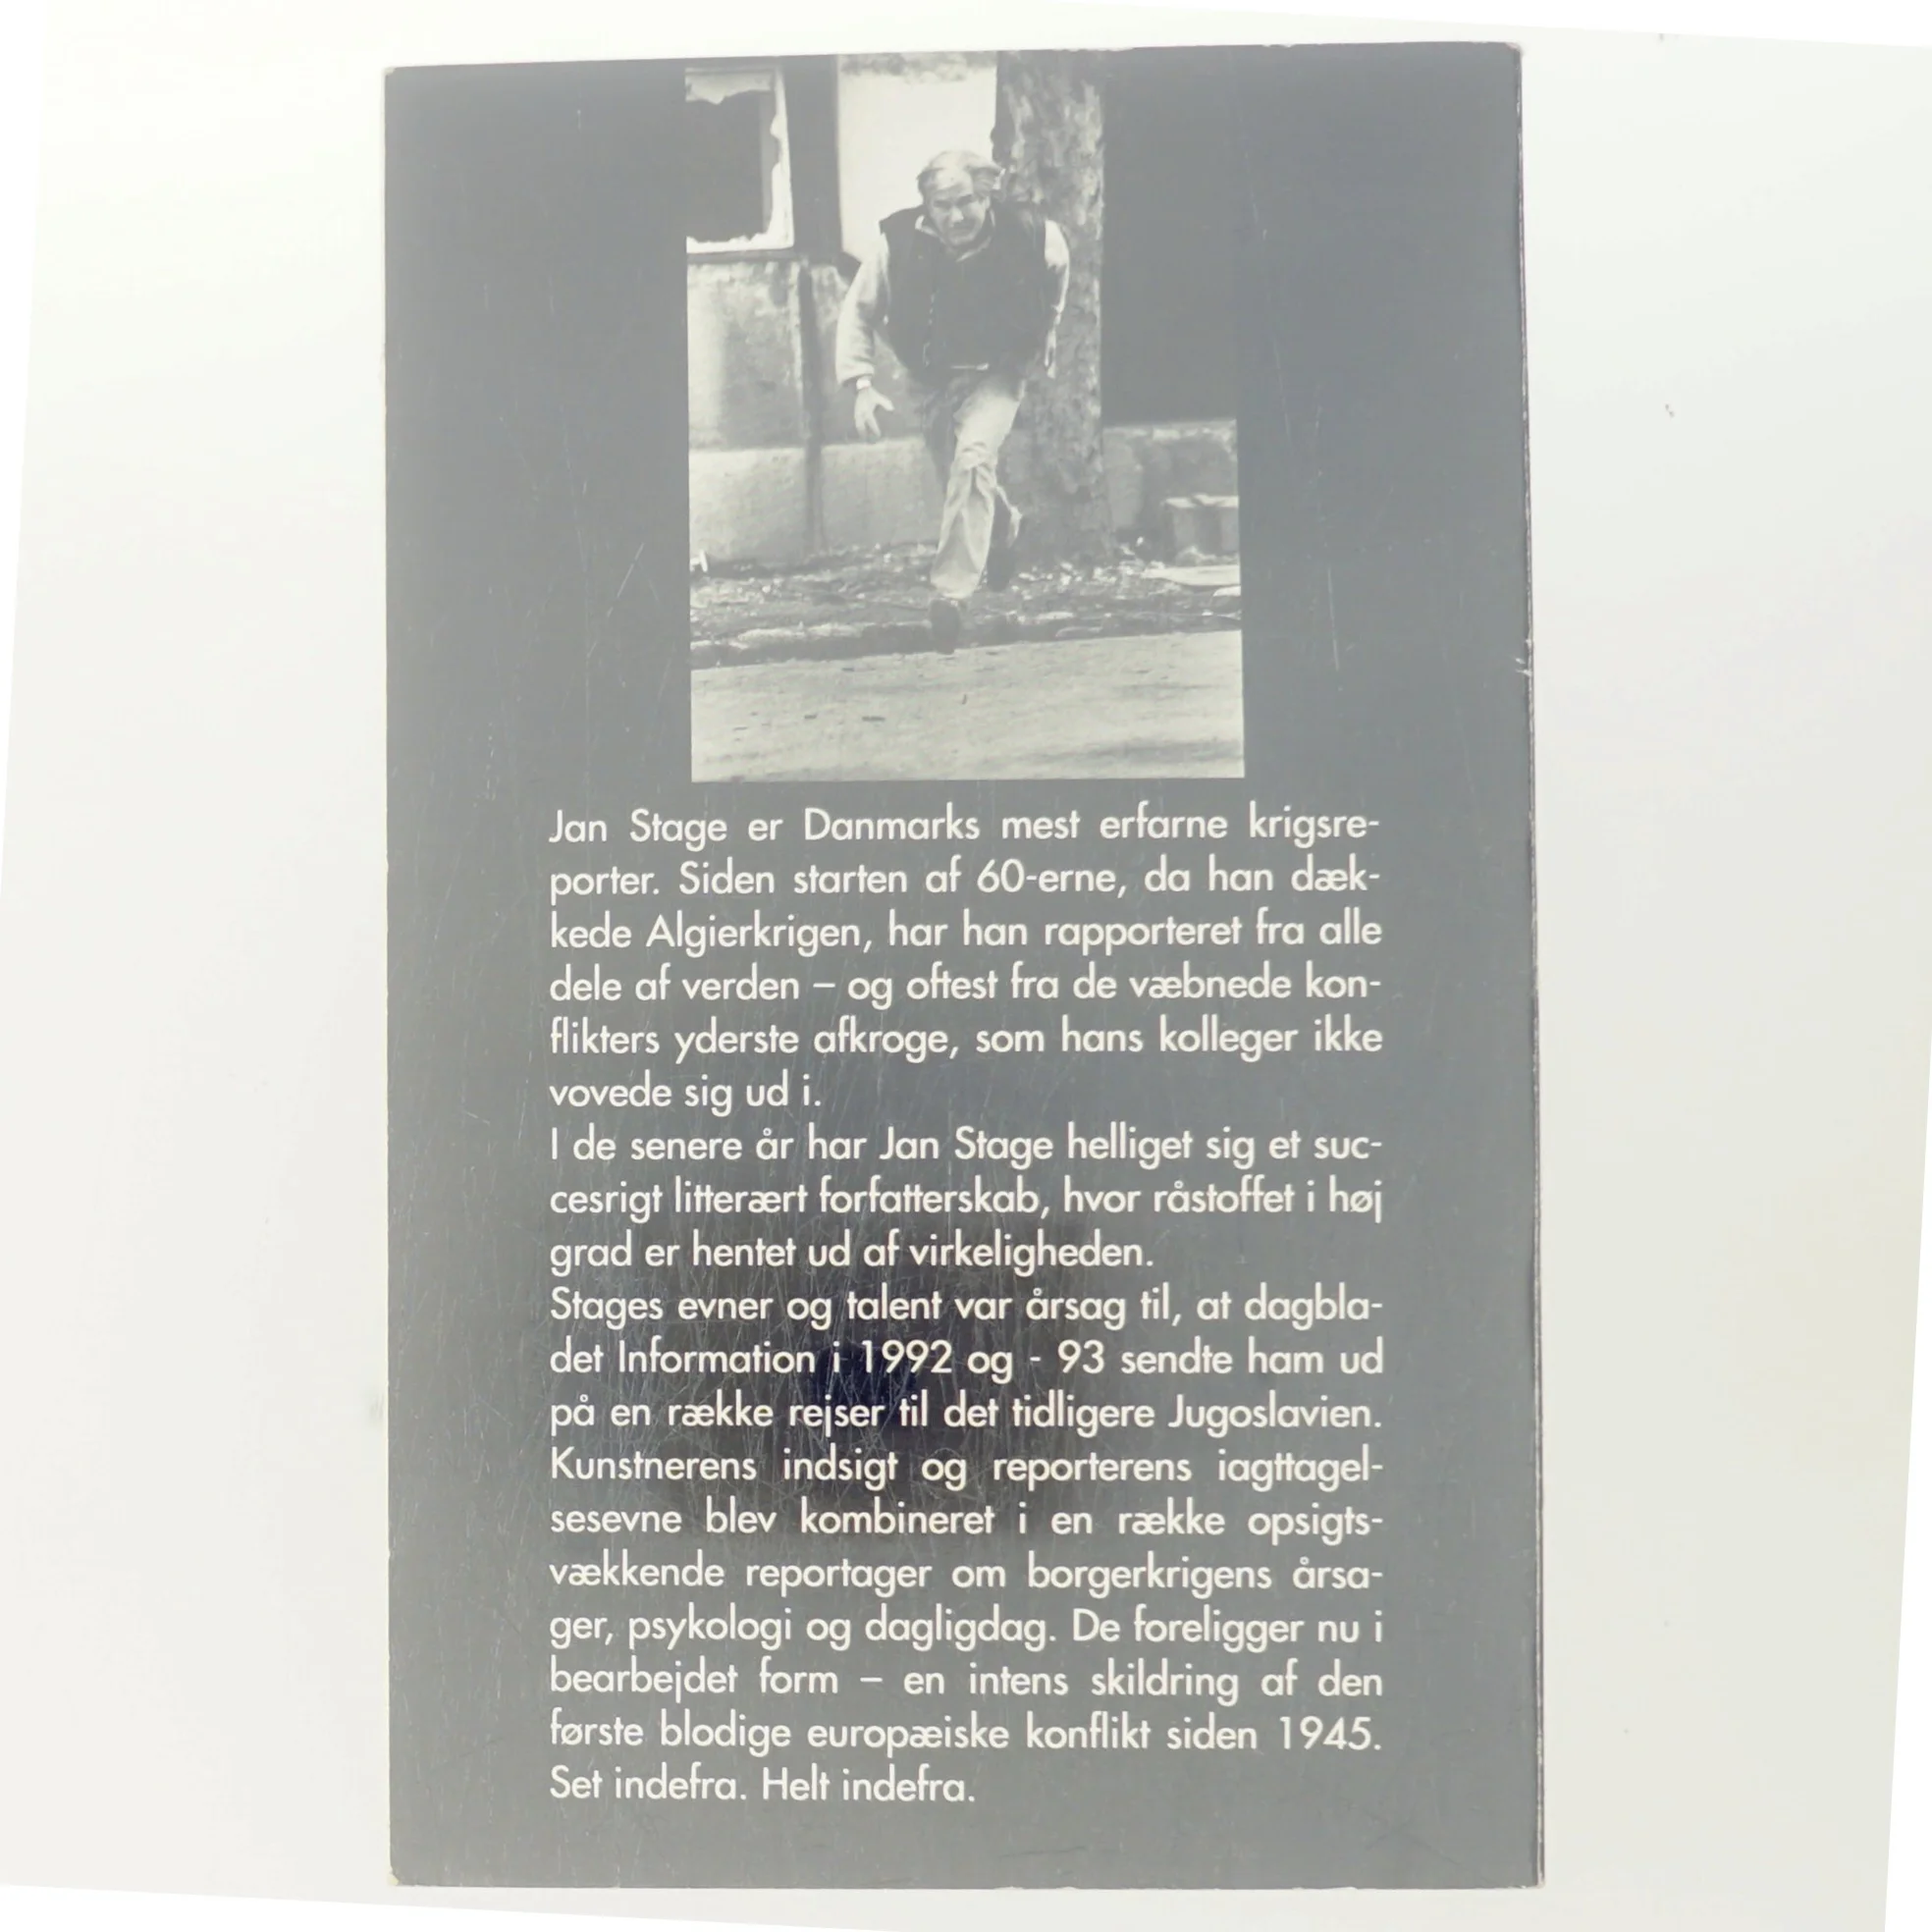 Jan Stage er Danmarks mest erfarne krigsre-
porter. Siden starten af 60-erne, da han dæk-
kede Algierkrigen, har han rapporteret fra alle
dele af verden – og oftest fra de væbnede kon-
flikters yderste afkroge, som hans kolleger ikke
vovede sig ud i.
I de senere år har Jan Stage helliget sig et suc-
cesrigt litterært forfatterskab, hvor råstoffet i høj
grad er hentet ud af virkeligheden.
Stages evner og talent var årsag til, at dagbla-
det Information i 1992 og - 93 sendte ham ud
på en række rejser til det tidligere Jugoslavien.
Kunstnerens indsigt og reporterens iagttagel-
sesevne blev kombineret i en række opsigts-
vækkende reportager om borgerkrigens årsa-
ger, psykologi og dagligdag. De foreligger nu i
bearbejdet form – en intens skildring af den
første blodige europæiske konflikt siden 1945.
Set indefra. Helt indefra.